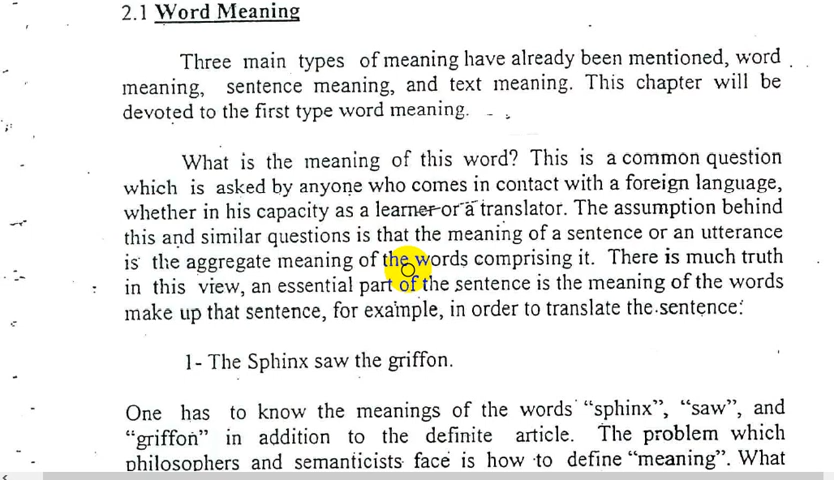 2.1 Word Meaning
Three main types of meaning have already been mentioned, word
meaning, sentence meaning, and text meaning. This chapter will be
devoted to the first type word meaning.
What is the meaning of this word? This is a common question
which is asked by anyone who comes in contact with a foreign language,
whether in his capacity as a learner or a translator. The assumption behind
this and similar questions is that the meaning of a sentence or an utterance
is the aggregate meaning of the words comprising it. There is much truth
in this view, an essential part of the sentence is the meaning of the words
make up that sentence, for example, in order to translate the sentence:
1- The Sphinx saw the griffon.
One has to know the meanings of the words "sphinx", "saw", and
"griffon" in addition to the definite article. The problem which
philosophers and semanticists face is how to define "meaning". What